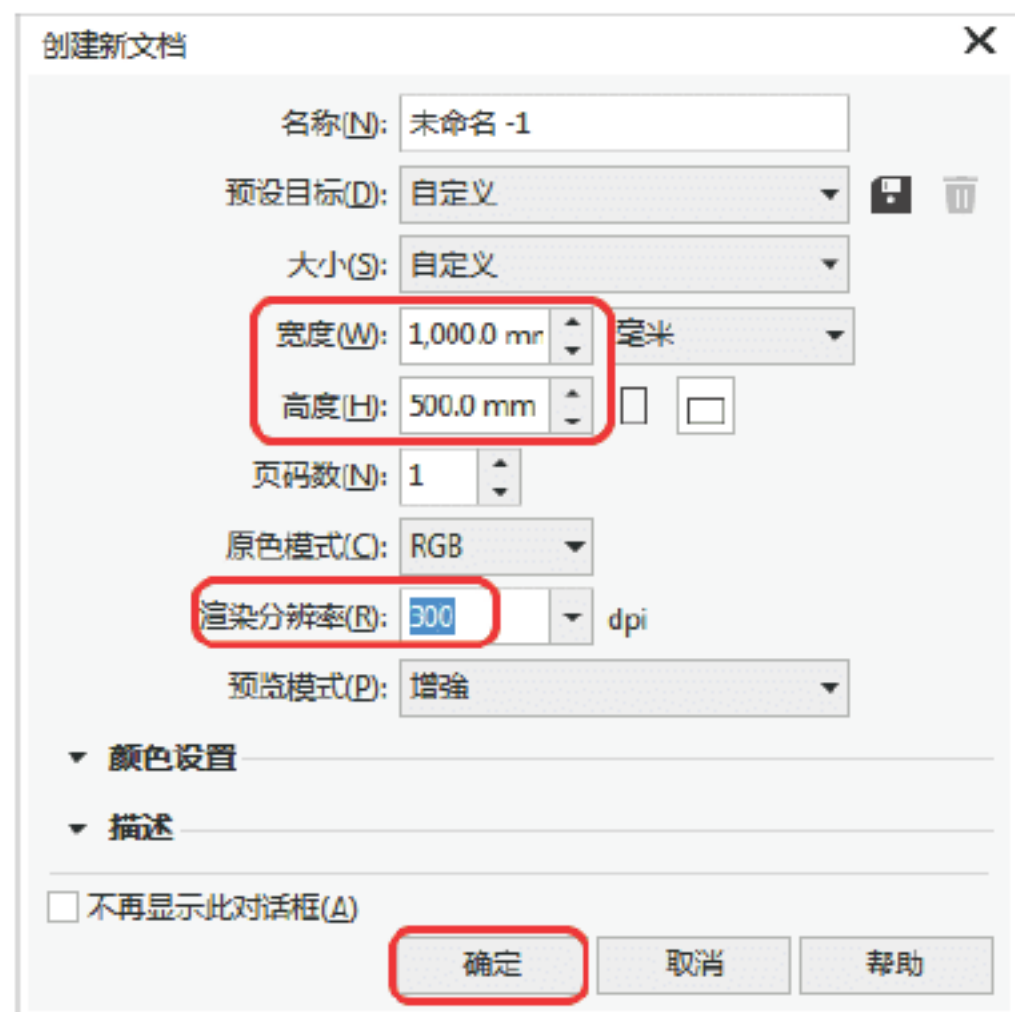 创建新文档
名称(N): 未命名 -1
预设目标(D): 自定义
大小(S): 自定义
宽度(W): 1,000.0 mm 毫米
高度(H): 500.0 mm
页码数(N): 1
原色模式(C): RGB
渲染分辨率(R): 300 dpi
预览模式(P): 增强
颜色设置
描述
不再显示此对话框(A)
确定 取消 帮助